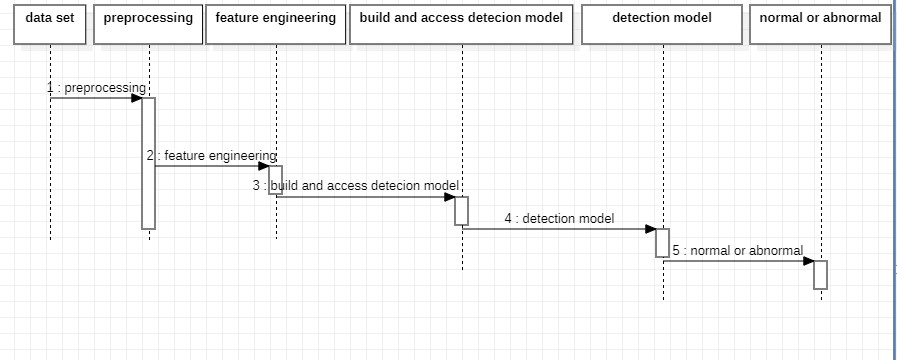 data set
preprocessing
feature engineering
build and access detecion model
detection model
normal or abnormal
1 : preprocessing
2 : feature engineering
3 : build and access detecion model
4 : detection model
5 : normal or abnormal